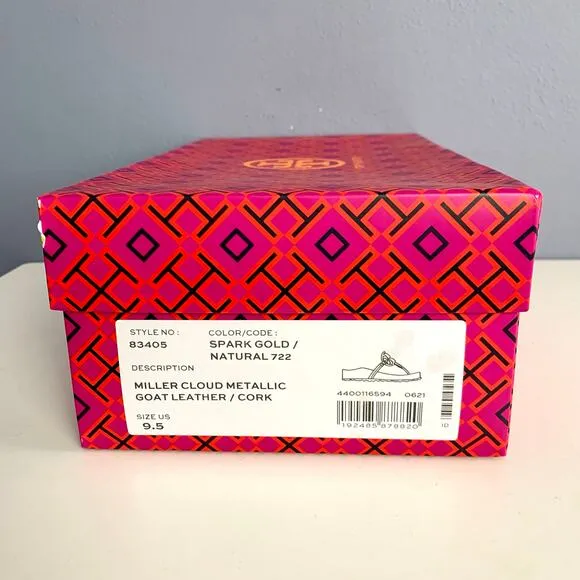 STYLE NO :
83405
COLOR/CODE :
SPARK GOLD /
NATURAL 722
DESCRIPTION
MILLER CLOUD METALLIC
GOAT LEATHER / CORK
SIZE US
9.5
4400116594 0621
192485878820
ID